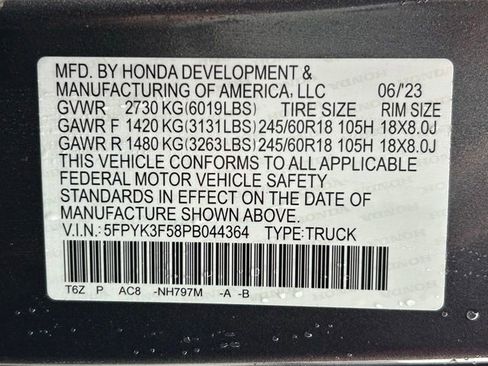 MFD. BY HONDA DEVELOPMENT &
MANUFACTURING OF AMERICA, LLC 06/'23
GVWR 2730 KG(6019LBS) TIRE SIZE RIM SIZE
GAWR F 1420 KG(3131LBS) 245/60R18 105H 18X8.0J
GAWR R 1480 KG(3263LBS) 245/60R18 105H 18X8.0J
THIS VEHICLE CONFORMS TO ALL APPLICABLE
FEDERAL MOTOR VEHICLE SAFETY
STANDARDS IN EFFECT ON THE DATE OF
MANUFACTURE SHOWN ABOVE.
V.I.N.: 5FPYK3F58PB044364 TYPE:TRUCK
T6Z P AC8 -NH797M -A -B